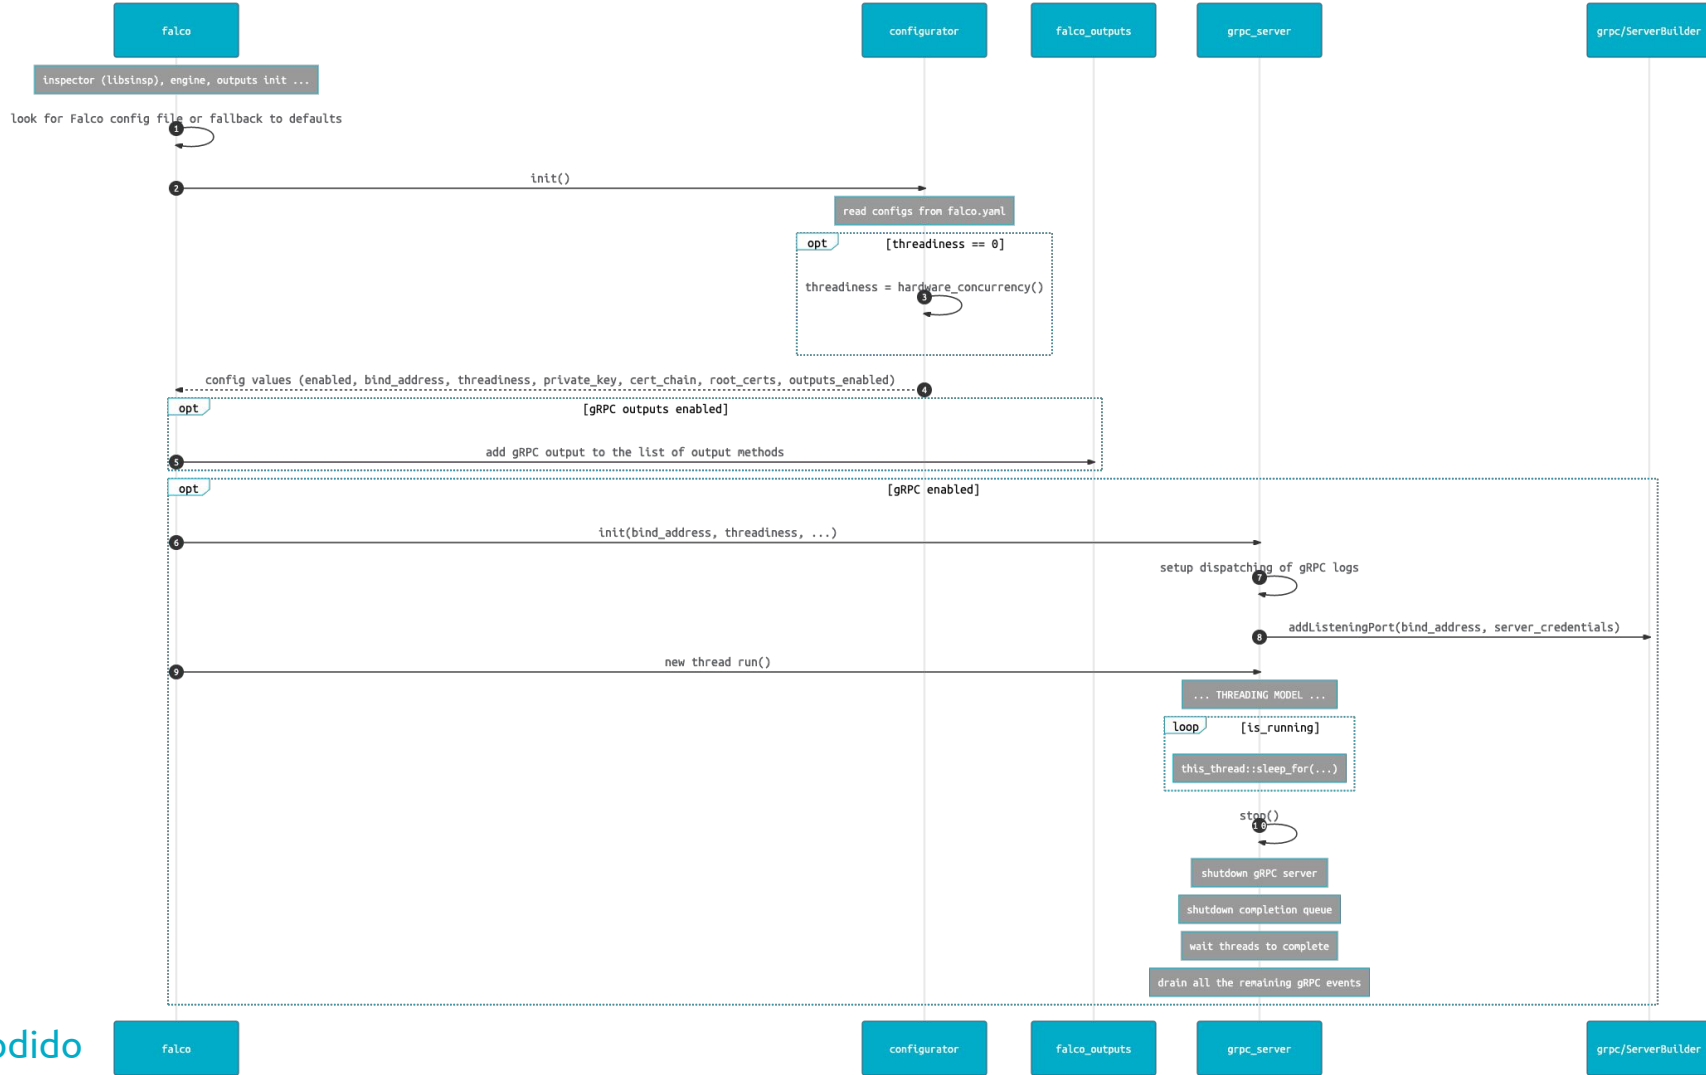 falco
configurator
falco_outputs
grpc_server
grpc/ServerBuilder
inspector (libsinsp), engine, outputs init ...
look for Falco config file or fallback to defaults
1
init()
2
read configs from falco.yaml
opt
[threadiness == 0]
threadiness = hardware_concurrency()
3
config values (enabled, bind_address, threadiness, private_key, cert_chain, root_certs, outputs_enabled)
4
opt
[gRPC outputs enabled]
add gRPC output to the list of output methods
5
opt
[gRPC enabled]
init(bind_address, threadiness, ...)
6
setup dispatching of gRPC logs
7
addListeningPort(bind_address, server_credentials)
8
new thread run()
9
... THREADING MODEL ...
loop
[is_running]
this_thread::sleep_for(...)
stop()
10
shutdown gRPC server
shutdown completion queue
wait threads to complete
drain all the remaining gRPC events
falco
configurator
falco_outputs
grpc_server
grpc/ServerBuilder